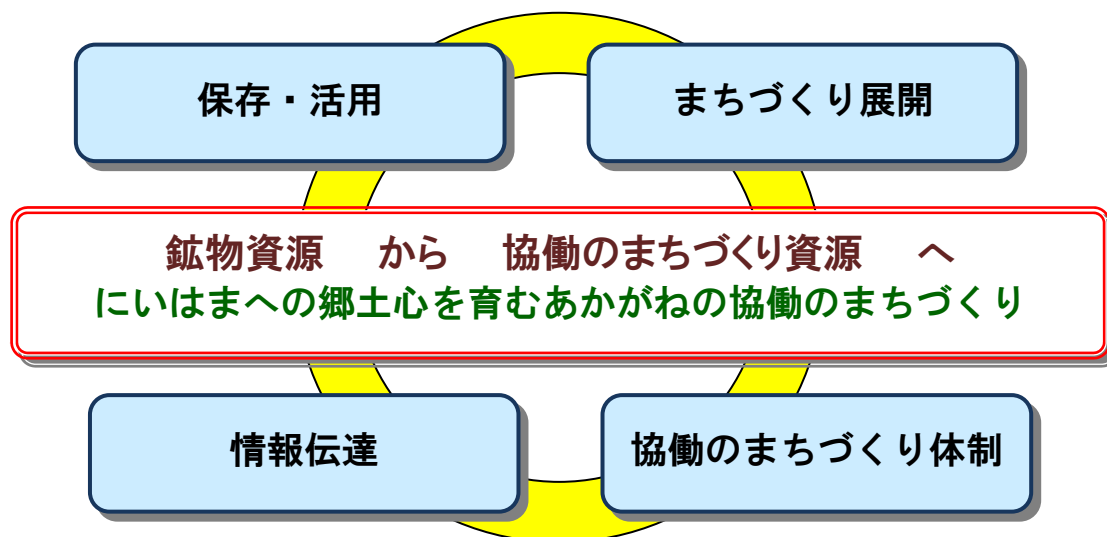 保存・活用
まちづくり展開
鉱物資源　から　協働のまちづくり資源　へ
にいはまへの郷土心を育むあかがねの協働のまちづくり
情報伝達
協働のまちづくり体制